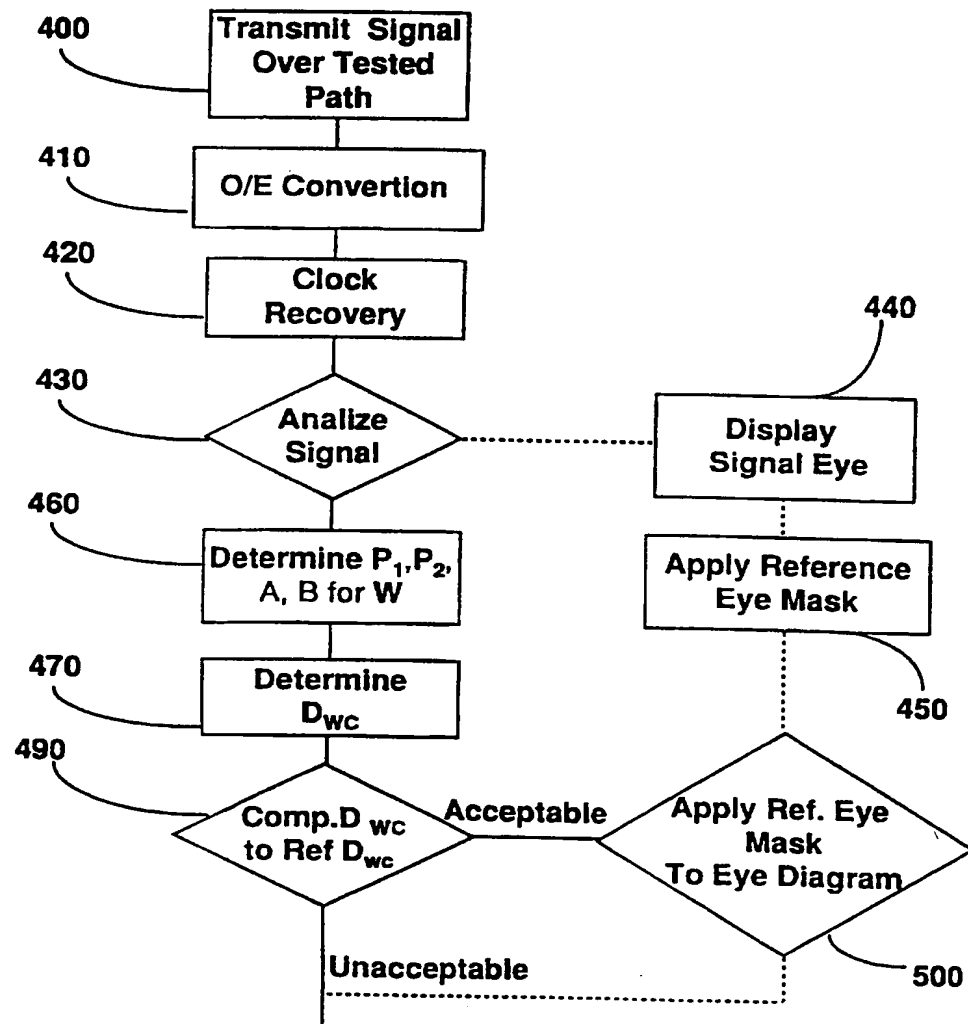 400
Transmit Signal
Over Tested
Path
410
O/E Convertion
420
Clock
Recovery
430
Analize
Signal
440
Display
Signal Eye
460
Determine P1,P2,
A, B for W
Apply Reference
Eye Mask
450
470
Determine
DWC
490
Comp.D WC
to Ref Dwc
Acceptable
Apply Ref. Eye
Mask
To Eye Diagram
500
Unacceptable